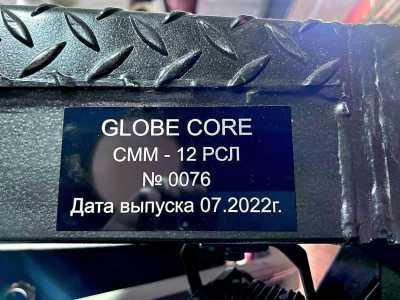 GLOBE CORE
СММ - 12 РСЛ
№ 0076
Дата выпуска 07.2022г.